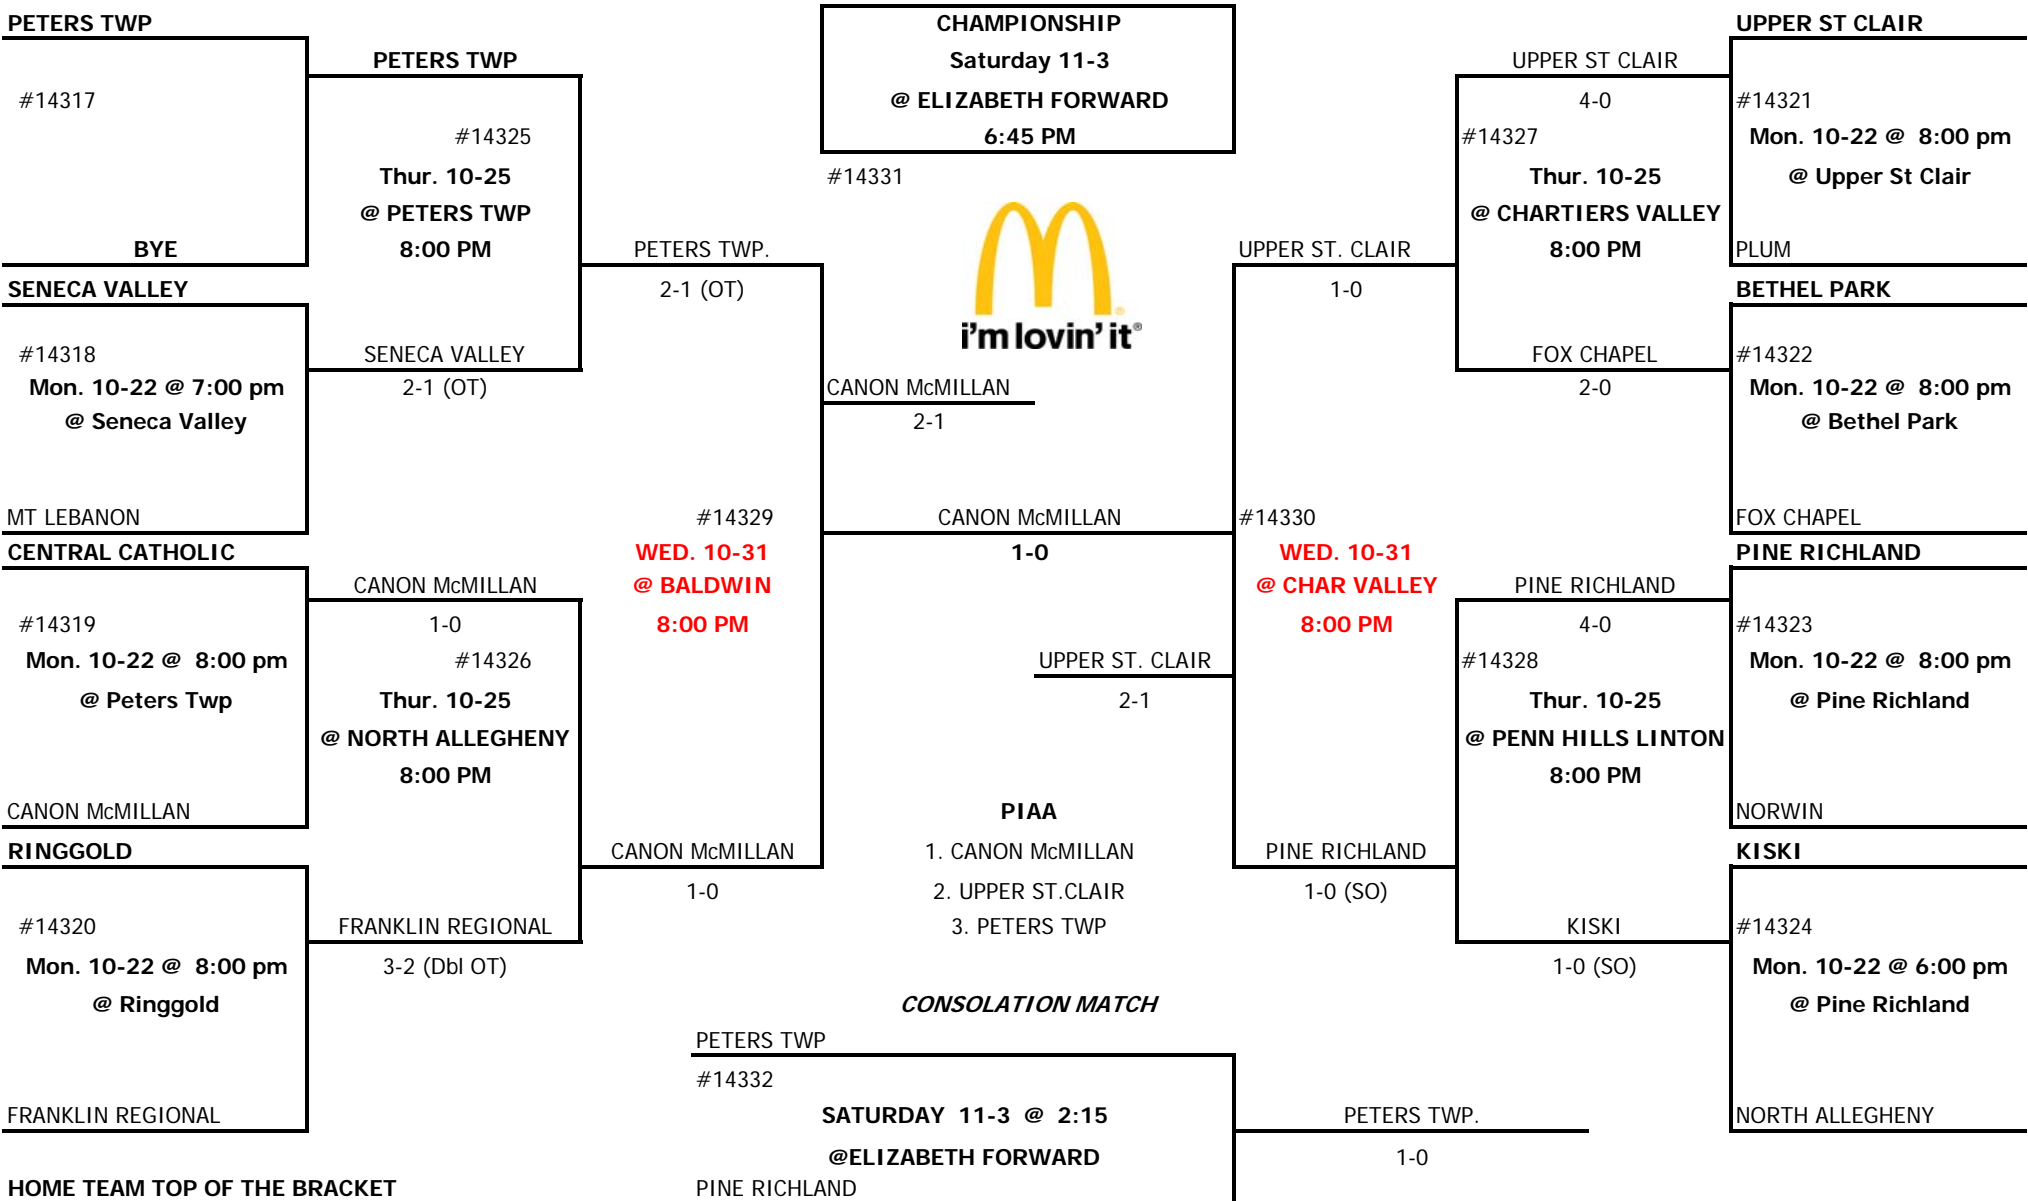 PETERS TWP
#14317
BYE
SENECA VALLEY
#14318
Mon. 10-22 @ 7:00 pm
@ Seneca Valley
MT LEBANON
CENTRAL CATHOLIC
#14319
Mon. 10-22 @ 8:00 pm
@ Peters Twp
CANON McMILLAN
RINGGOLD
#14320
Mon. 10-22 @ 8:00 pm
@ Ringgold
FRANKLIN REGIONAL
HOME TEAM TOP OF THE BRACKET
PETERS TWP
#14325
Thur. 10-25
@ PETERS TWP
8:00 PM
SENECA VALLEY
2-1 (OT)
CANON McMILLAN
1-0
#14326
Thur. 10-25
@ NORTH ALLEGHENY
8:00 PM
FRANKLIN REGIONAL
3-2 (Dbl OT)
PETERS TWP.
2-1 (OT)
#14329
WED. 10-31
@ BALDWIN
8:00 PM
CANON McMILLAN
1-0
CHAMPIONSHIP
Saturday 11-3
@ ELIZABETH FORWARD
6:45 PM
#14331
i'm lovin' it®
CANON McMILLAN
2-1
CANON McMILLAN
1-0
UPPER ST. CLAIR
2-1
PIAA
1. CANON McMILLAN
2. UPPER ST.CLAIR
3. PETERS TWP
CONSOLATION MATCH
PETERS TWP
#14332
SATURDAY 11-3 @ 2:15
@ELIZABETH FORWARD
PINE RICHLAND
PETERS TWP.
1-0
UPPER ST. CLAIR
1-0
#14330
WED. 10-31
@ CHAR VALLEY
8:00 PM
PINE RICHLAND
1-0 (SO)
UPPER ST CLAIR
4-0
#14327
Thur. 10-25
@ CHARTIERS VALLEY
8:00 PM
FOX CHAPEL
2-0
PINE RICHLAND
4-0
#14328
Thur. 10-25
@ PENN HILLS LINTON
8:00 PM
KISKI
1-0 (SO)
UPPER ST CLAIR
#14321
Mon. 10-22 @ 8:00 pm
@ Upper St Clair
PLUM
BETHEL PARK
#14322
Mon. 10-22 @ 8:00 pm
@ Bethel Park
FOX CHAPEL
PINE RICHLAND
#14323
Mon. 10-22 @ 8:00 pm
@ Pine Richland
NORWIN
KISKI
#14324
Mon. 10-22 @ 6:00 pm
@ Pine Richland
NORTH ALLEGHENY